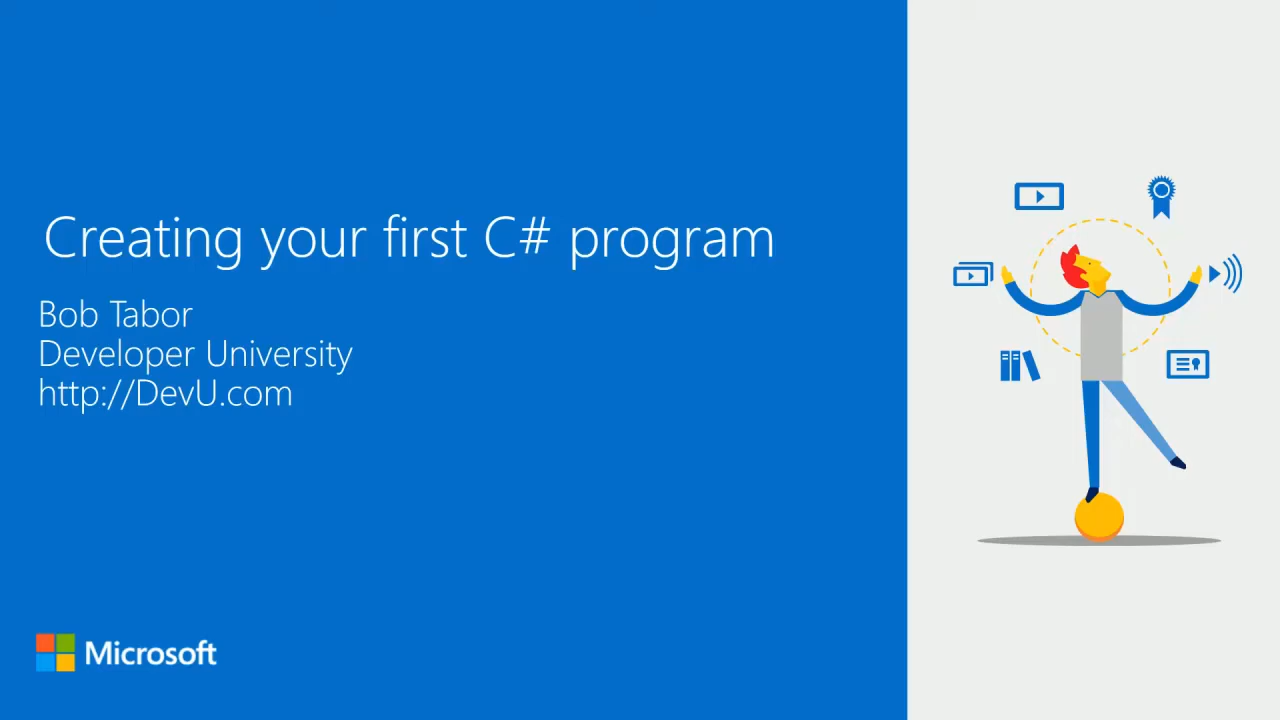 Creating your first C# program
Bob Tabor
Developer University
http://DevU.com
Microsoft